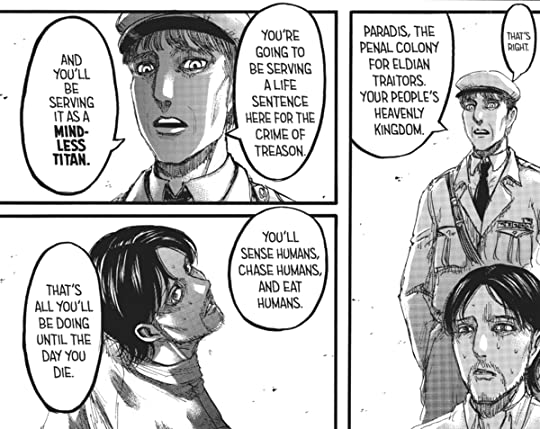 THAT'S
RIGHT.
PARADIS, THE
PENAL COLONY
FOR ELDIAN
TRAITORS.
YOUR PEOPLE'S
HEAVENLY
KINGDOM.
YOU'RE
GOING TO
BE SERVING
A LIFE
SENTENCE
HERE FOR THE
CRIME OF
TREASON.
AND
YOU'LL
BE
SERVING
IT AS A
MIND-
LESS
TITAN.
YOU'LL
SENSE HUMANS,
CHASE HUMANS,
AND EAT
HUMANS.
THAT'S
ALL YOU'LL
BE DOING
UNTIL THE
DAY YOU
DIE.